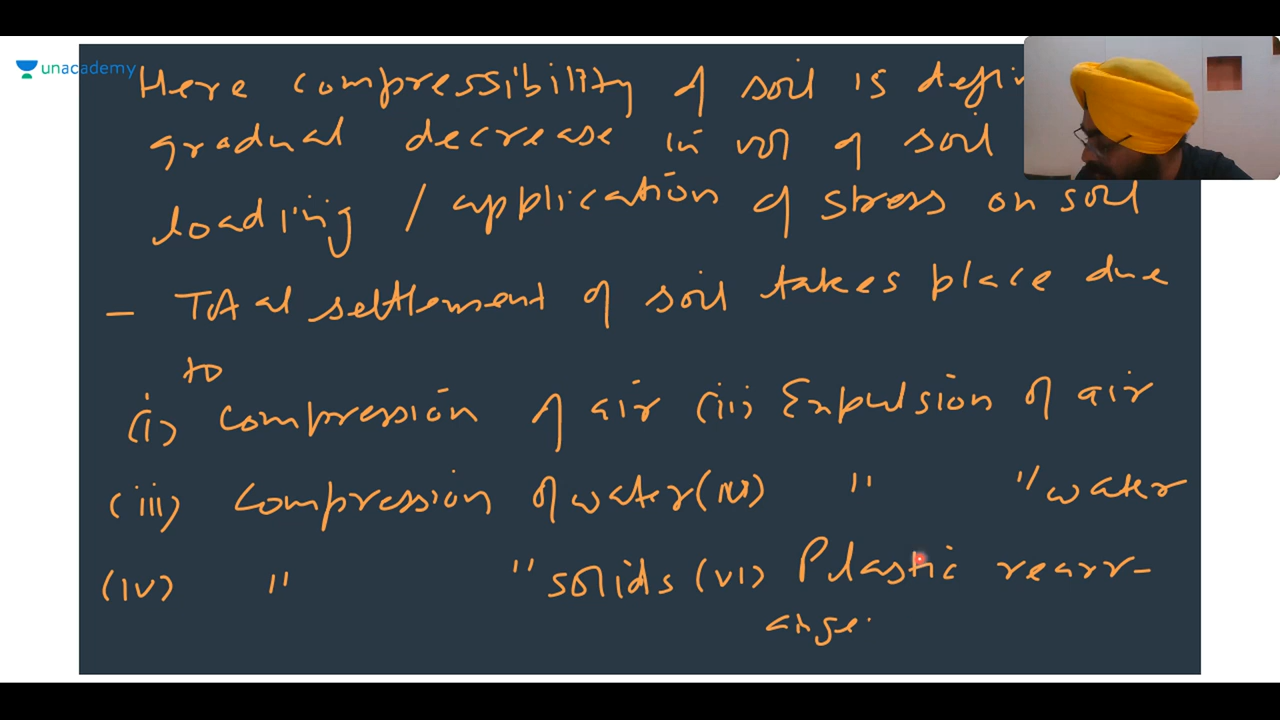 unacademy
Here compressibility of soil is defin
gradual decrease in vol of soil
loading / application of stress on soil
- Total settlement of soil takes place due
to
(i) compression of air (ii) Expulsion of air
(iii) compression of water (iv) " " water
(iv) " " solids (vi) Plastic rearr-
ange.